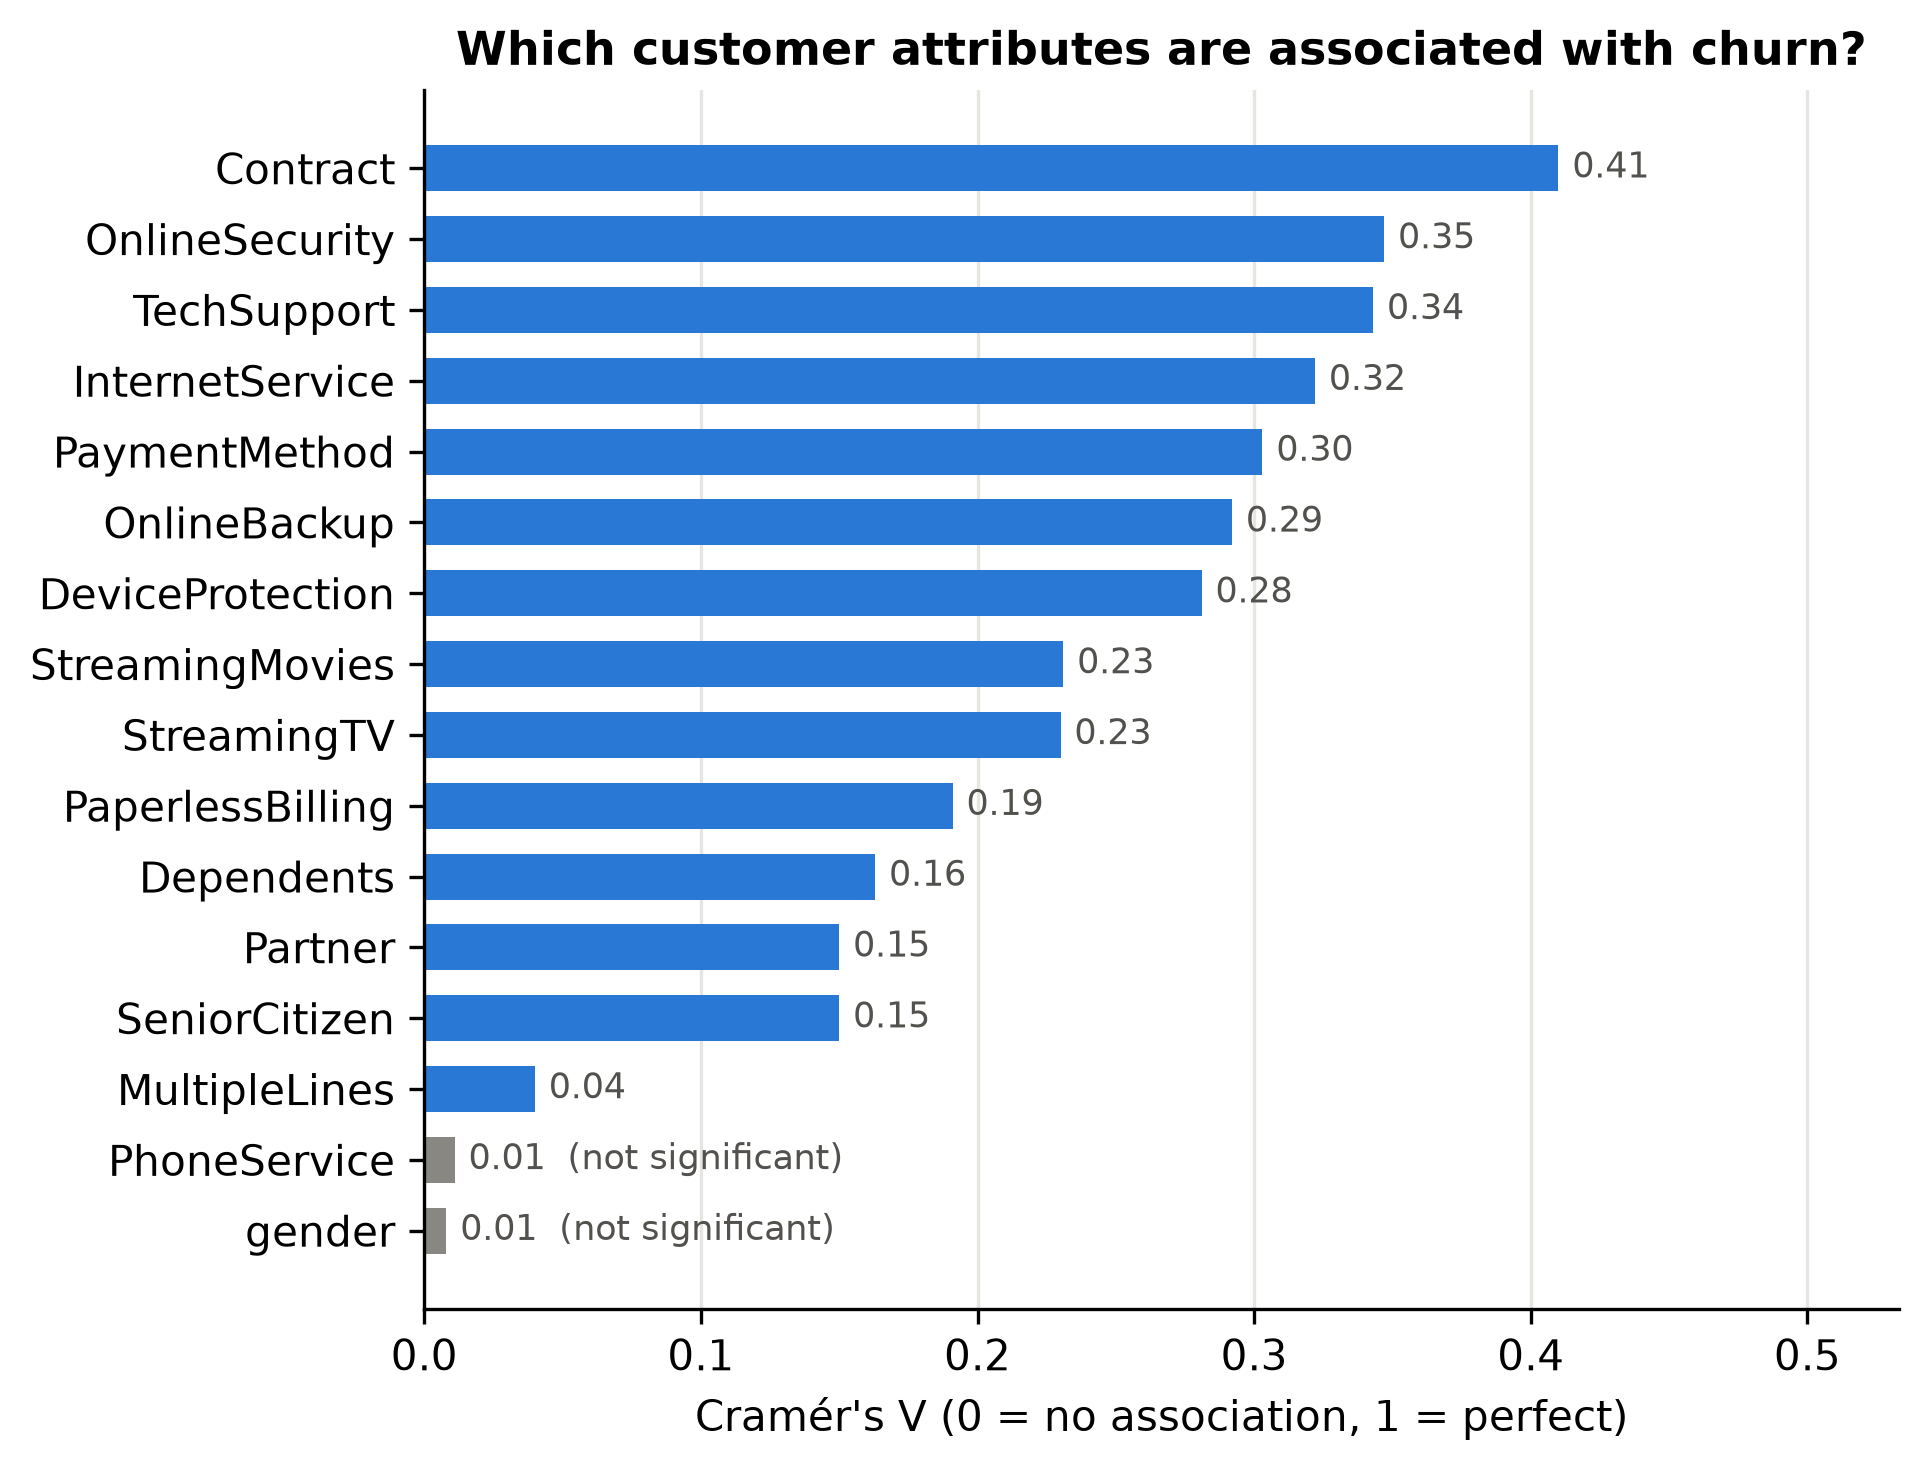 Which customer attributes are associated with churn?
Contract 0.41
OnlineSecurity 0.35
TechSupport 0.34
InternetService 0.32
PaymentMethod 0.30
OnlineBackup 0.29
DeviceProtection 0.28
StreamingMovies 0.23
StreamingTV 0.23
PaperlessBilling 0.19
Dependents 0.16
Partner 0.15
SeniorCitizen 0.15
MultipleLines 0.04
PhoneService 0.01 (not significant)
gender 0.01 (not significant)
0.0 0.1 0.2 0.3 0.4 0.5
Cramér's V (0 = no association, 1 = perfect)